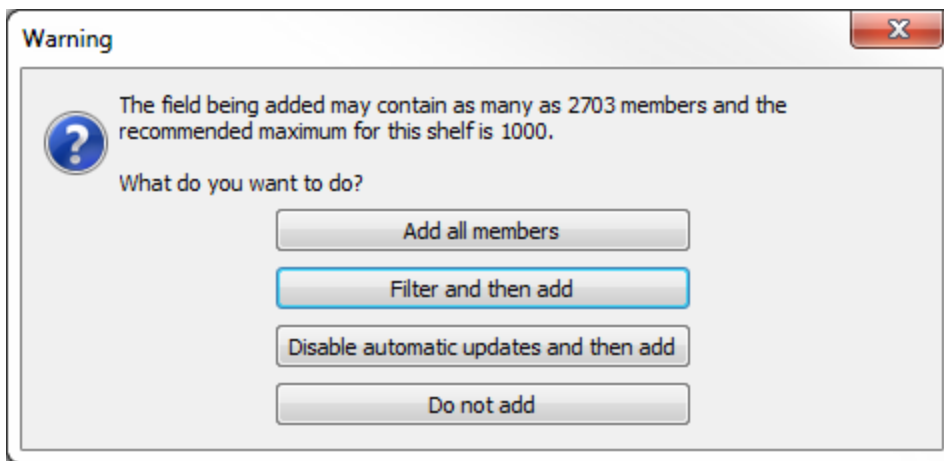 Warning
The field being added may contain as many as 2703 members and the
recommended maximum for this shelf is 1000.
What do you want to do?
Add all members
Filter and then add
Disable automatic updates and then add
Do not add